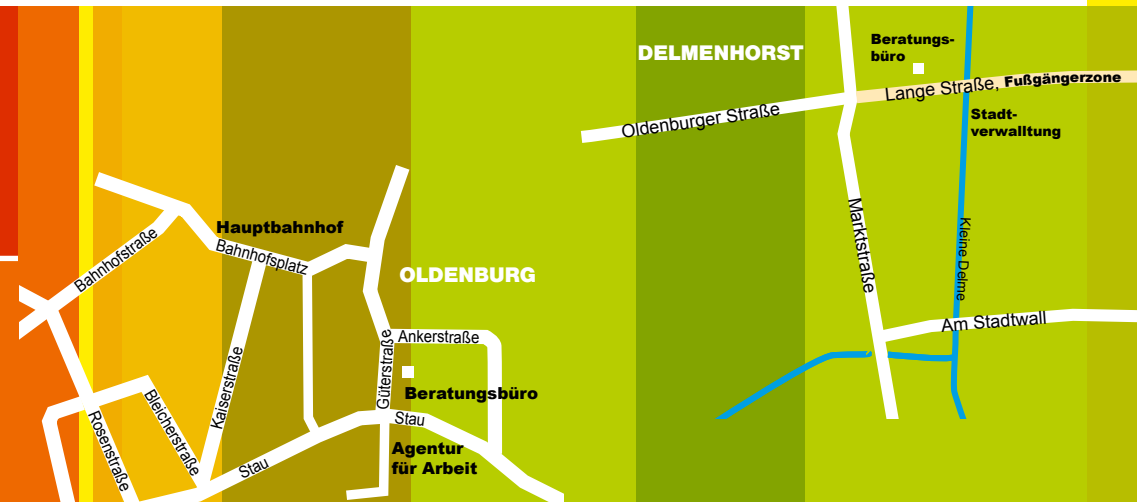 DELMENHORST
Beratungs-
büro
Lange Straße, Fußgängerzone
Oldenburger Straße
Stadt-
verwalltung
Marktstraße
Kleine Delme
Am Stadtwall
Hauptbahnhof
Bahnhofstraße
Bahnhofsplatz
OLDENBURG
Ankerstraße
Güterstraße
Kaiserstraße
Beratungsbüro
Bleicherstraße
Rosenstraße
Stau
Stau
Agentur
für Arbeit